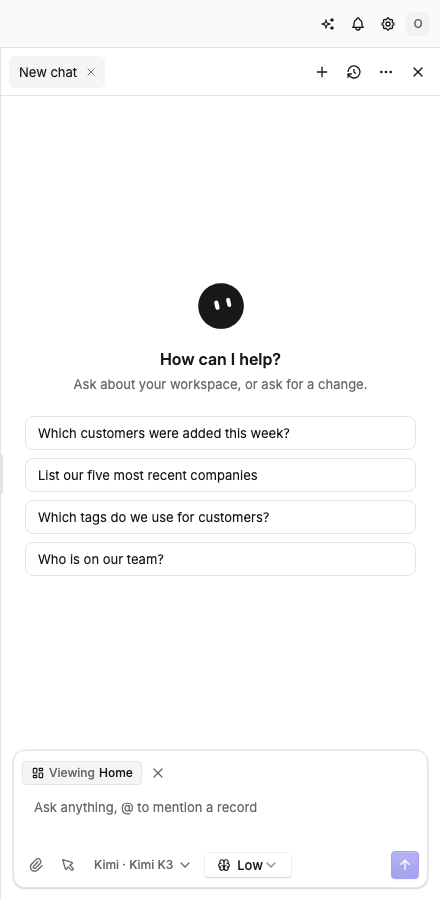 O
New chat
How can I help?
Ask about your workspace, or ask for a change.
Which customers were added this week?
List our five most recent companies
Which tags do we use for customers?
Who is on our team?
Viewing Home
Ask anything, @ to mention a record
Kimi · Kimi K3
Low